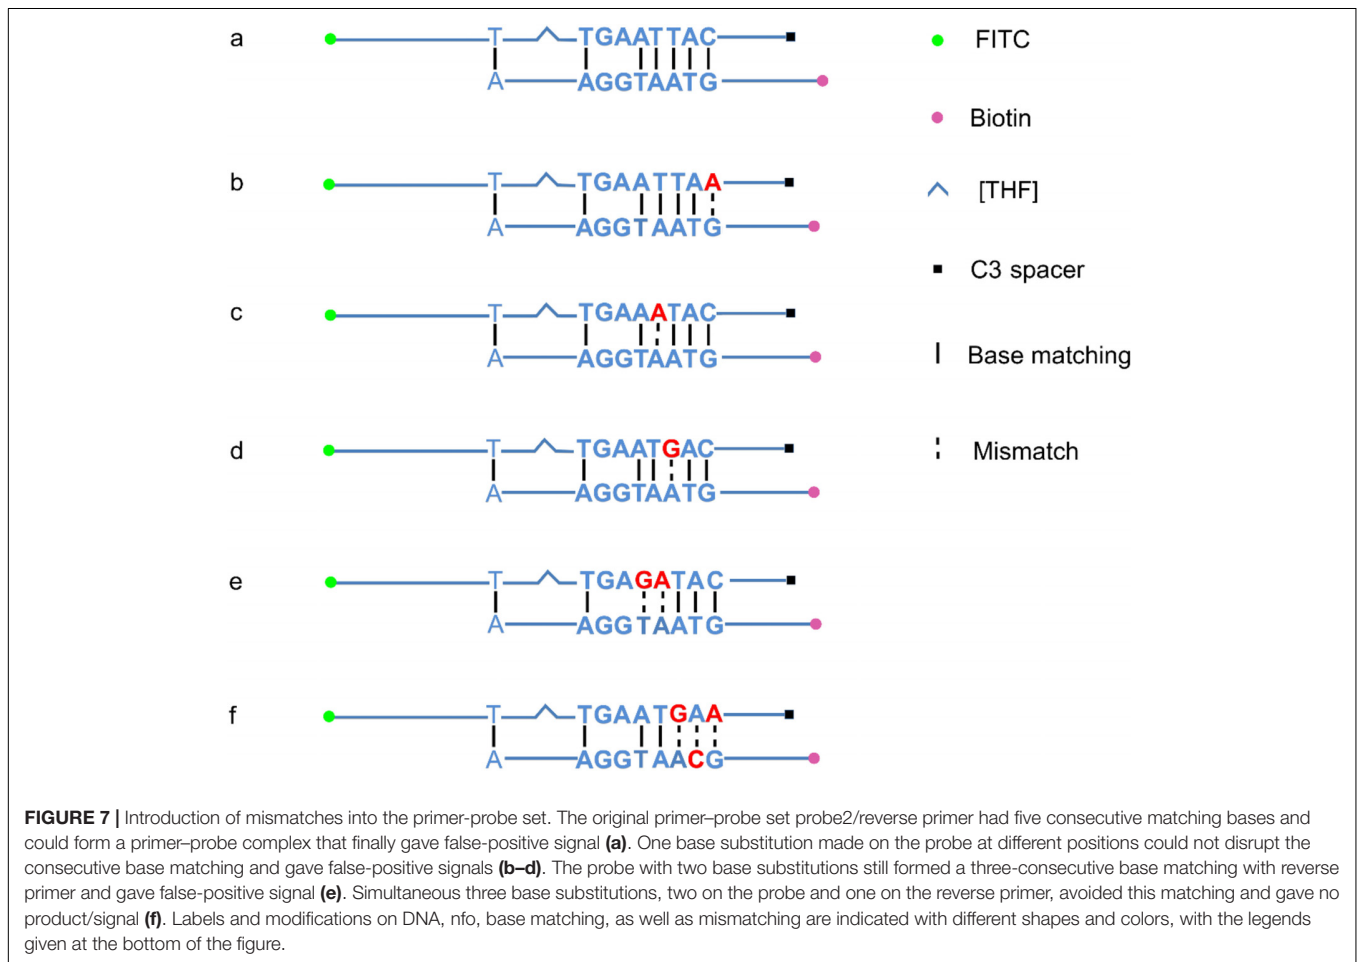 a T TGAATTAC
A AGGTAATG
FITC
Biotin
b T TGAATTAA
A AGGTAATG
[THF]
C3 spacer
c T TGAAATAC
A AGGTAATG
Base matching
d T TGAATGAC
A AGGTAATG
Mismatch
e T TGAGATAC
A AGGTAATG
f T TGAATGAA
A AGGTAACG
FIGURE 7 | Introduction of mismatches into the primer-probe set. The original primer–probe set probe2/reverse primer had five consecutive matching bases and
could form a primer–probe complex that finally gave false-positive signal (a). One base substitution made on the probe at different positions could not disrupt the
consecutive base matching and gave false-positive signals (b–d). The probe with two base substitutions still formed a three-consecutive base matching with reverse
primer and gave false-positive signal (e). Simultaneous three base substitutions, two on the probe and one on the reverse primer, avoided this matching and gave no
product/signal (f). Labels and modifications on DNA, nfo, base matching, as well as mismatching are indicated with different shapes and colors, with the legends
given at the bottom of the figure.